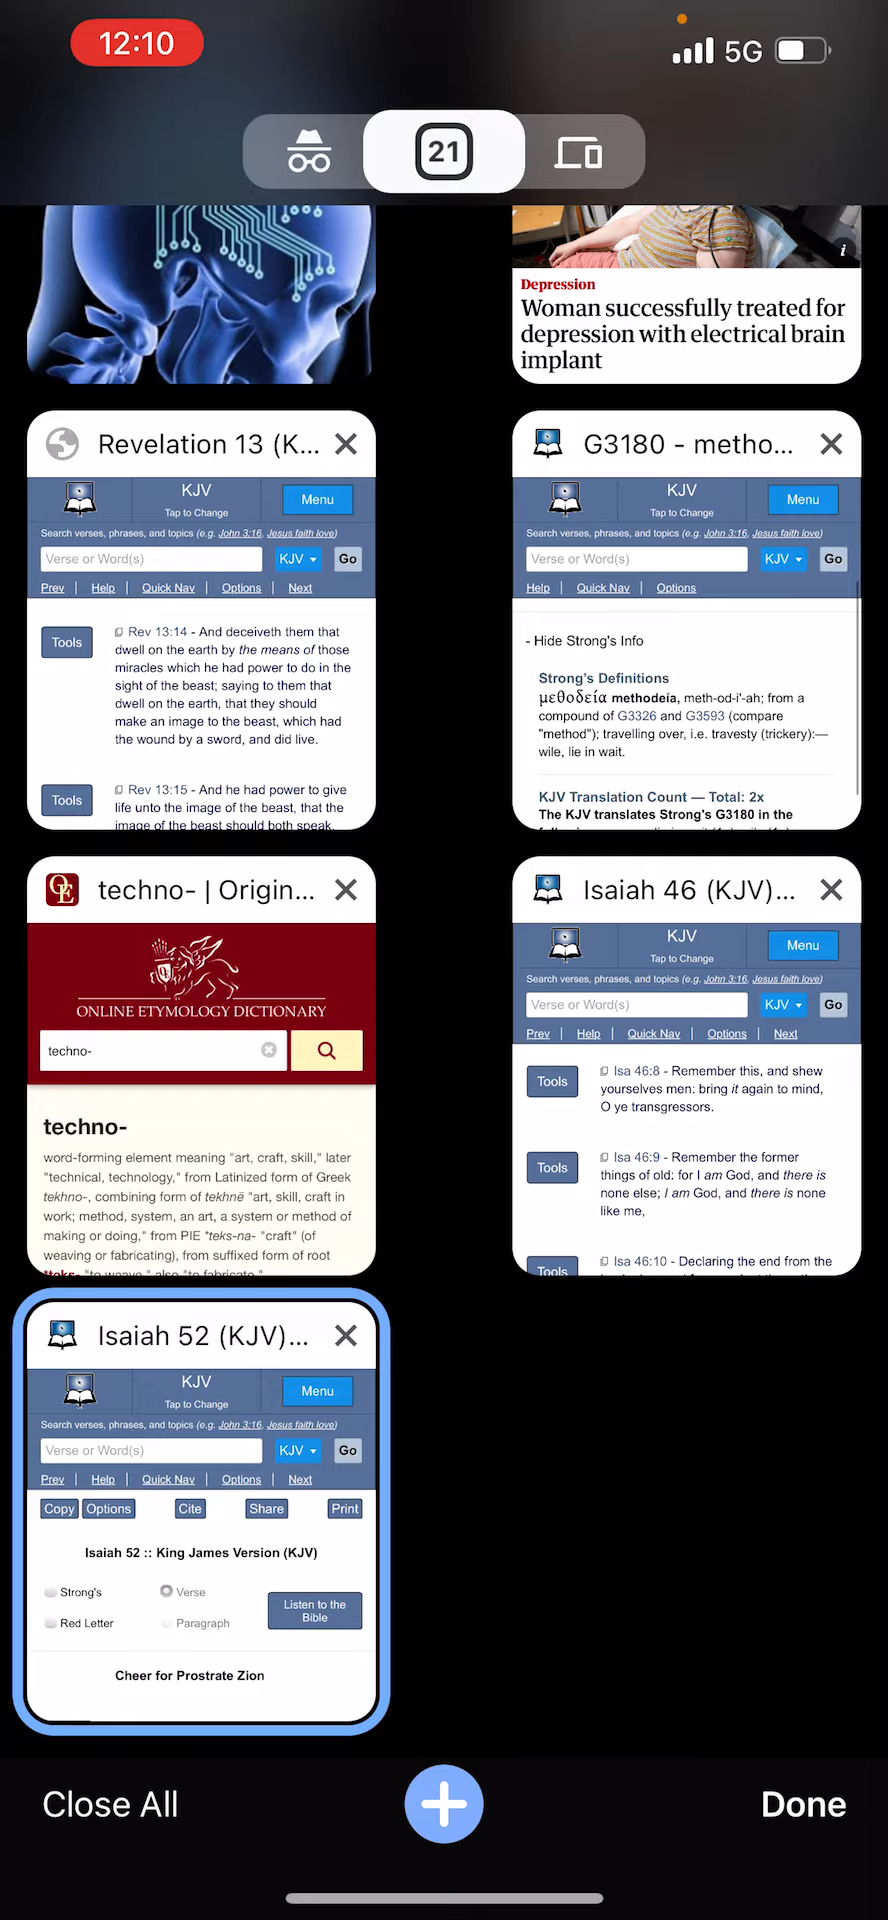 12:10
5G
21
i
Depression
Woman successfully treated for
depression with electrical brain
implant
Revelation 13 (K...
KJV
Tap to Change
Menu
Search verses, phrases, and topics (e.g. John 3:16, Jesus faith love)
Verse or Word(s)
KJV
Go
Prev | Help | Quick Nav | Options | Next
Tools
Rev 13:14 - And deceiveth them that
dwell on the earth by the means of those
miracles which he had power to do in the
sight of the beast; saying to them that
dwell on the earth, that they should
make an image to the beast, which had
the wound by a sword, and did live.
Tools
Rev 13:15 - And he had power to give
life unto the image of the beast, that the
image of the beast should both speak,
G3180 - metho...
KJV
Tap to Change
Menu
Search verses, phrases, and topics (e.g. John 3:16, Jesus faith love)
Verse or Word(s)
KJV
Go
Help | Quick Nav | Options
- Hide Strong's Info
Strong's Definitions
μεθοδεία methodeía, meth-od-i'-ah; from a
compound of G3326 and G3593 (compare
"method"); travelling over, i.e. travesty (trickery):—
wile, lie in wait.
KJV Translation Count — Total: 2x
The KJV translates Strong's G3180 in the
techno- | Origin...
OE
ONLINE ETYMOLOGY DICTIONARY
techno-
techno-
word-forming element meaning "art, craft, skill," later
"technical, technology," from Latinized form of Greek
tekhno-, combining form of tekhnē "art, skill, craft in
work; method, system, an art, a system or method of
making or doing," from PIE *teks-na- "craft" (of
weaving or fabricating), from suffixed form of root
*teks- "to weave," also "to fabricate."
Isaiah 46 (KJV)...
KJV
Tap to Change
Menu
Search verses, phrases, and topics (e.g. John 3:16, Jesus faith love)
Verse or Word(s)
KJV
Go
Prev | Help | Quick Nav | Options | Next
Tools
Isa 46:8 - Remember this, and shew
yourselves men: bring it again to mind,
O ye transgressors.
Tools
Isa 46:9 - Remember the former
things of old: for I am God, and there is
none else; I am God, and there is none
like me,
Tools
Isa 46:10 - Declaring the end from the
Isaiah 52 (KJV)...
KJV
Tap to Change
Menu
Search verses, phrases, and topics (e.g. John 3:16, Jesus faith love)
Verse or Word(s)
KJV
Go
Prev | Help | Quick Nav | Options | Next
Copy Options Cite Share Print
Isaiah 52 :: King James Version (KJV)
Strong's
Verse
Red Letter
Paragraph
Listen to the
Bible
Cheer for Prostrate Zion
Close All
Done